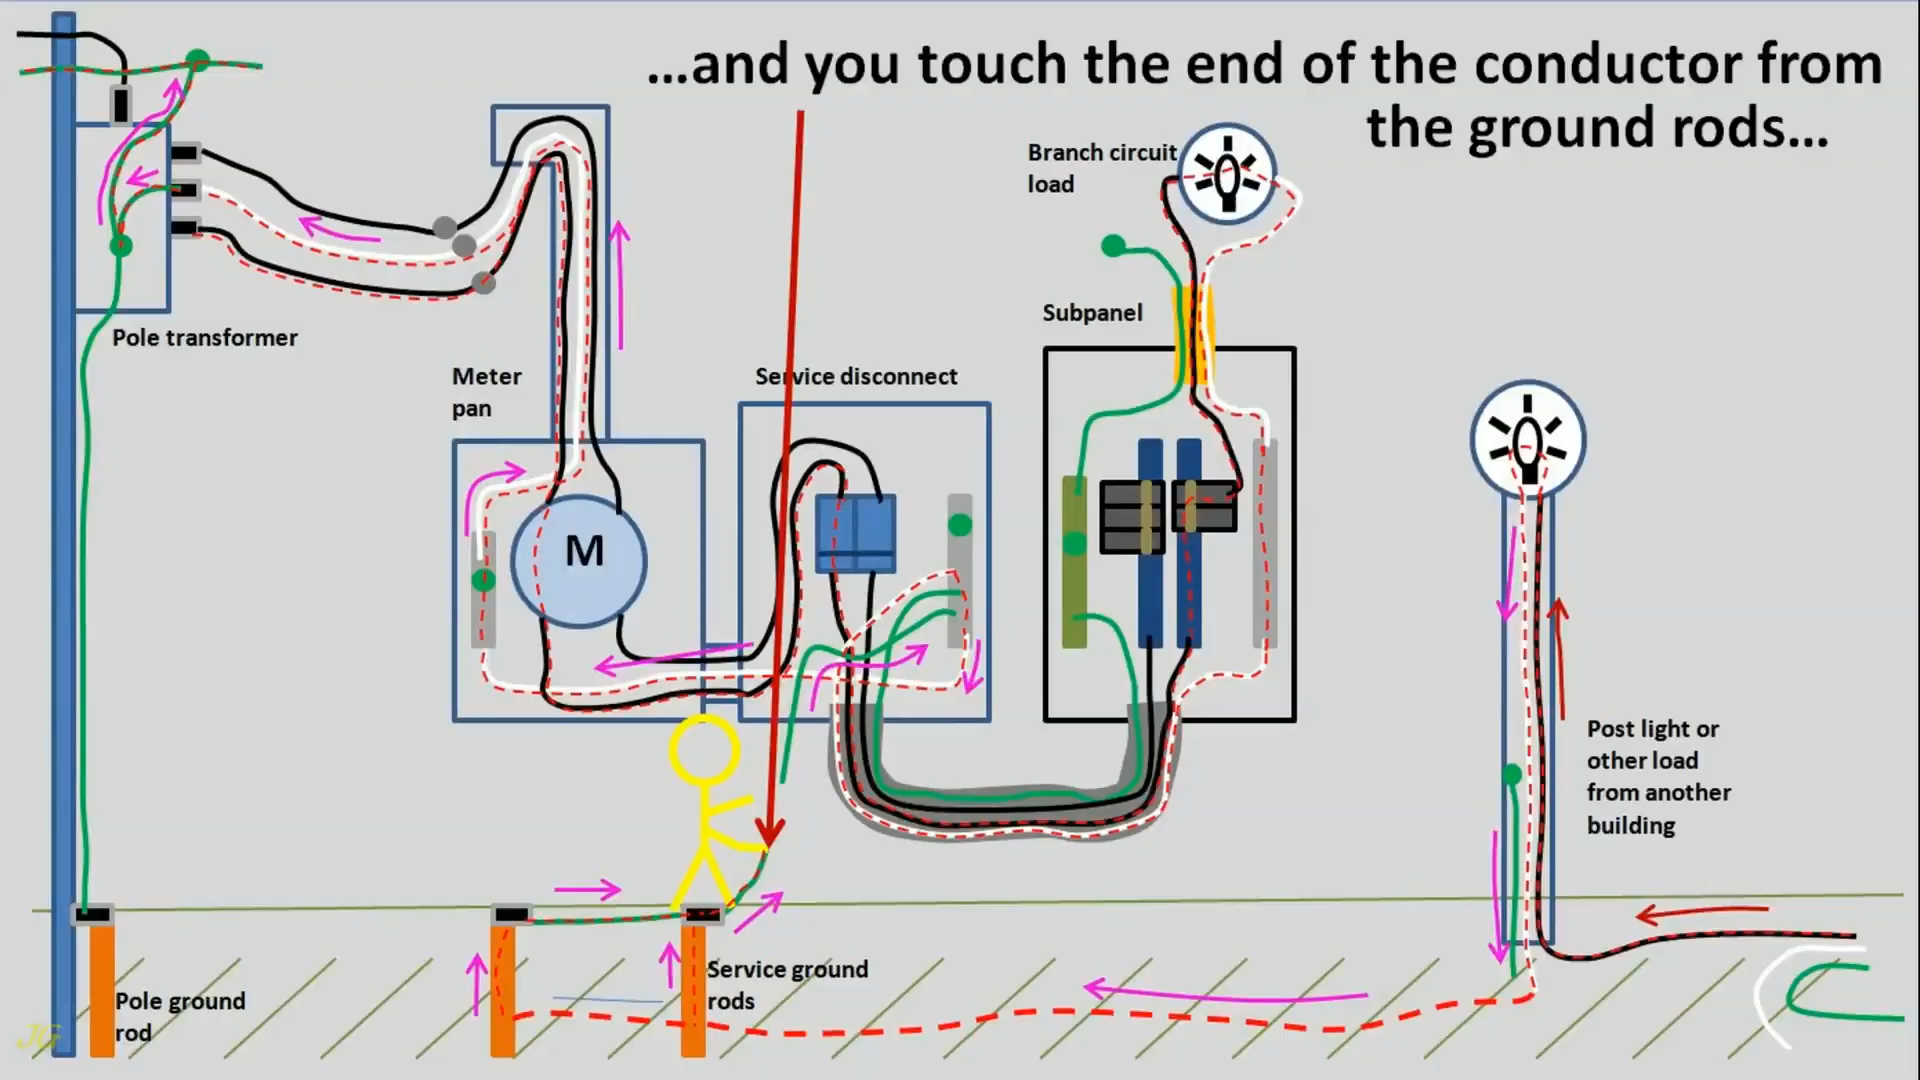 ...and you touch the end of the conductor from
the ground rods...
Branch circuit
load
Subpanel
Pole transformer
Meter
pan
Service disconnect
M
Post light or
other load
from another
building
Service ground
rods
Pole ground
rod
JG